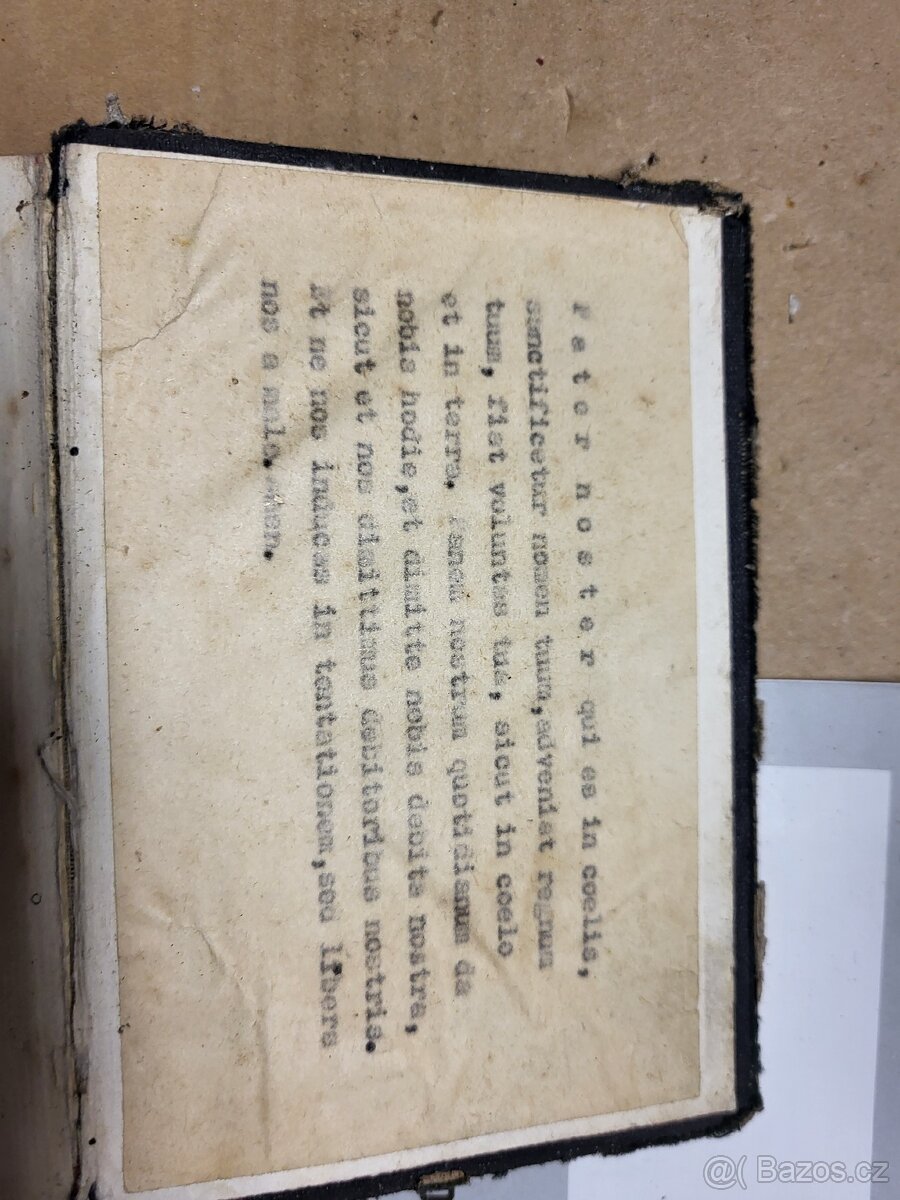 P a t e r  n o s t e r  qui es in coelis,
sanctificetur nomen tuum,adveniat regnum
tuum, fiat voluntas tua, sicut in coelo
et in terra. Panem nostrum quotidianum da
nobis hodie,et dimitte nobis debita nostra,
sicut et nos dimittimus debitoribus nostris.
Et ne nos inducas in tentationem,sed libera
nos a malo.Amen.
@( Bazos.cz